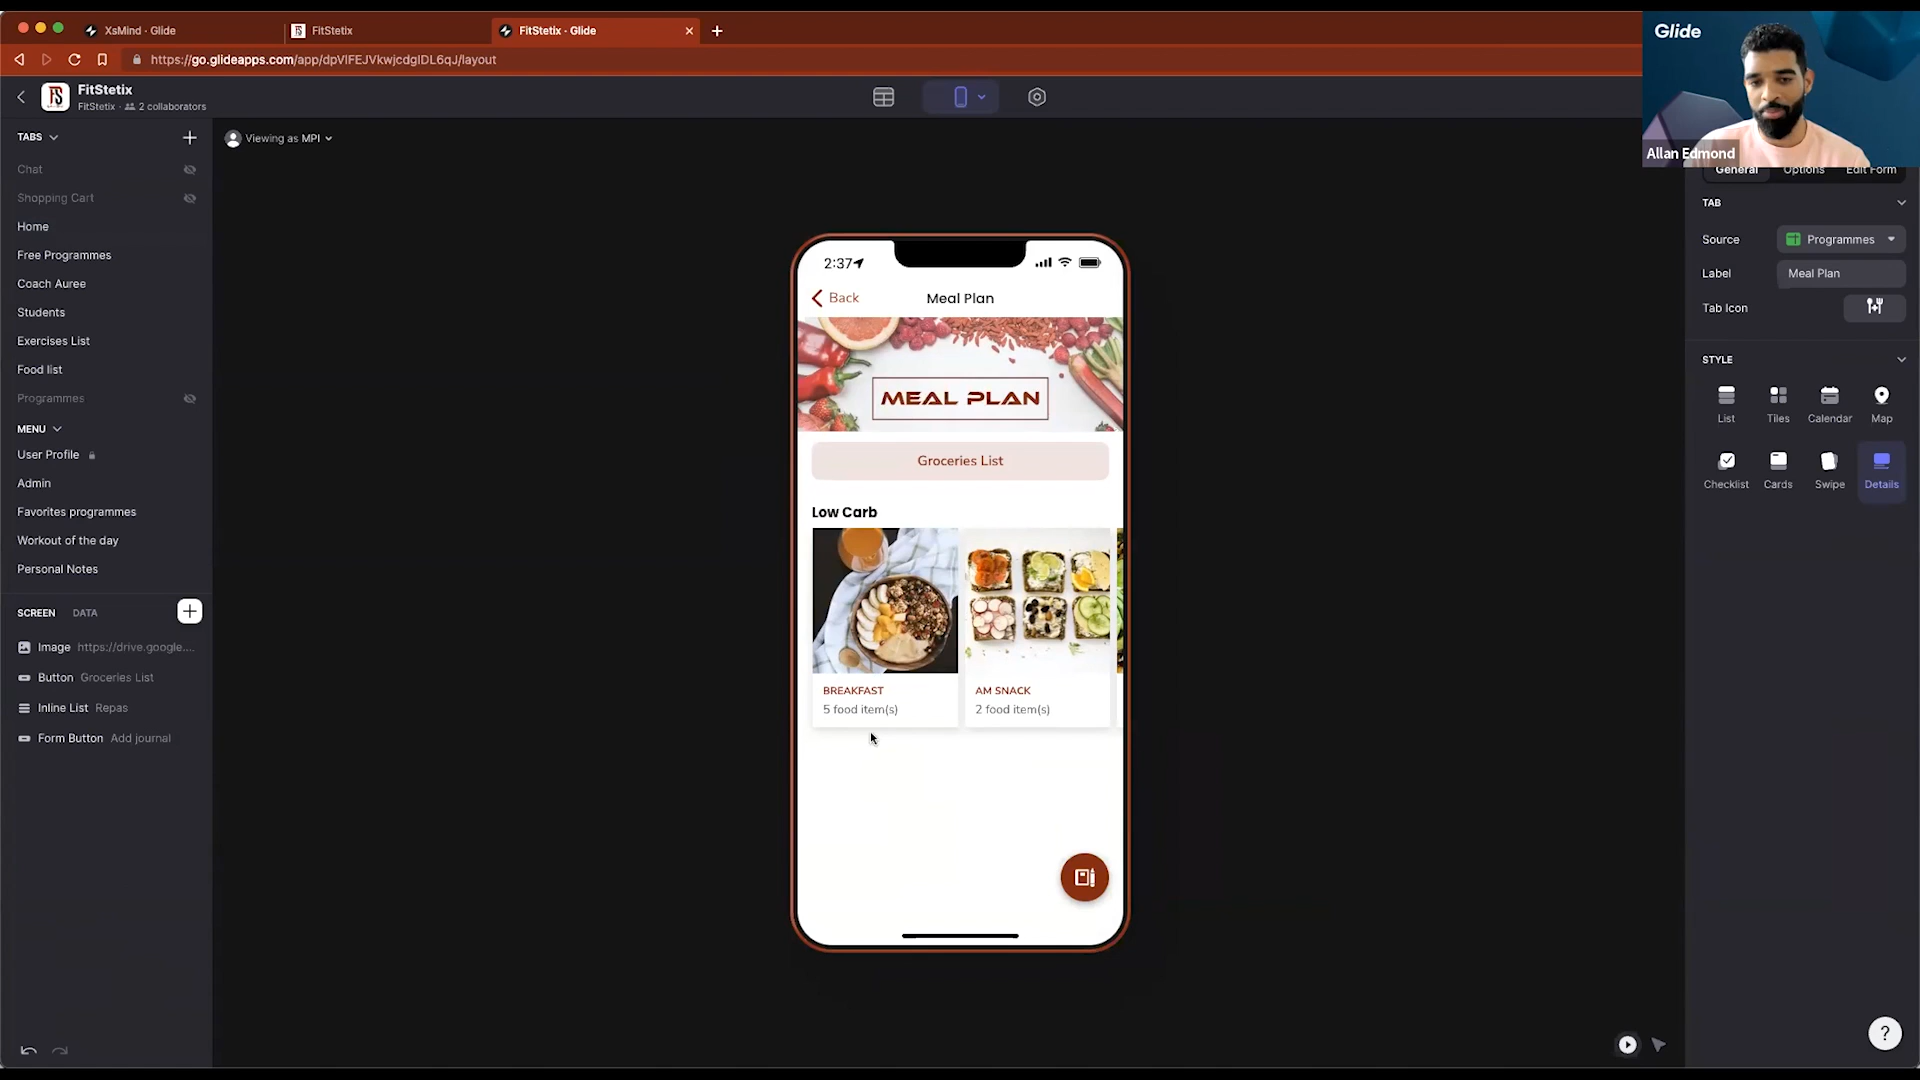 XsMind - Glide
FitStetix
FitStetix - Glide
https://go.glideapps.com/app/dpVlFEJVkwjcdglDL6qJ/layout
Glide
Allan Edmond
FS
FitStetix
FitStetix · 2 collaborators
TABS
Chat
Shopping Cart
Home
Free Programmes
Coach Auree
Students
Exercises List
Food list
Programmes
MENU
User Profile
Admin
Favorites programmes
Workout of the day
Personal Notes
SCREEN DATA
Image https://drive.google....
Button Groceries List
Inline List Repas
Form Button Add journal
Viewing as MPI
2:37
Back
Meal Plan
MEAL PLAN
Groceries List
Low Carb
BREAKFAST
5 food item(s)
AM SNACK
2 food item(s)
General Options Edit Form
TAB
Source Programmes
Label Meal Plan
Tab Icon
STYLE
List Tiles Calendar Map
Checklist Cards Swipe Details
?